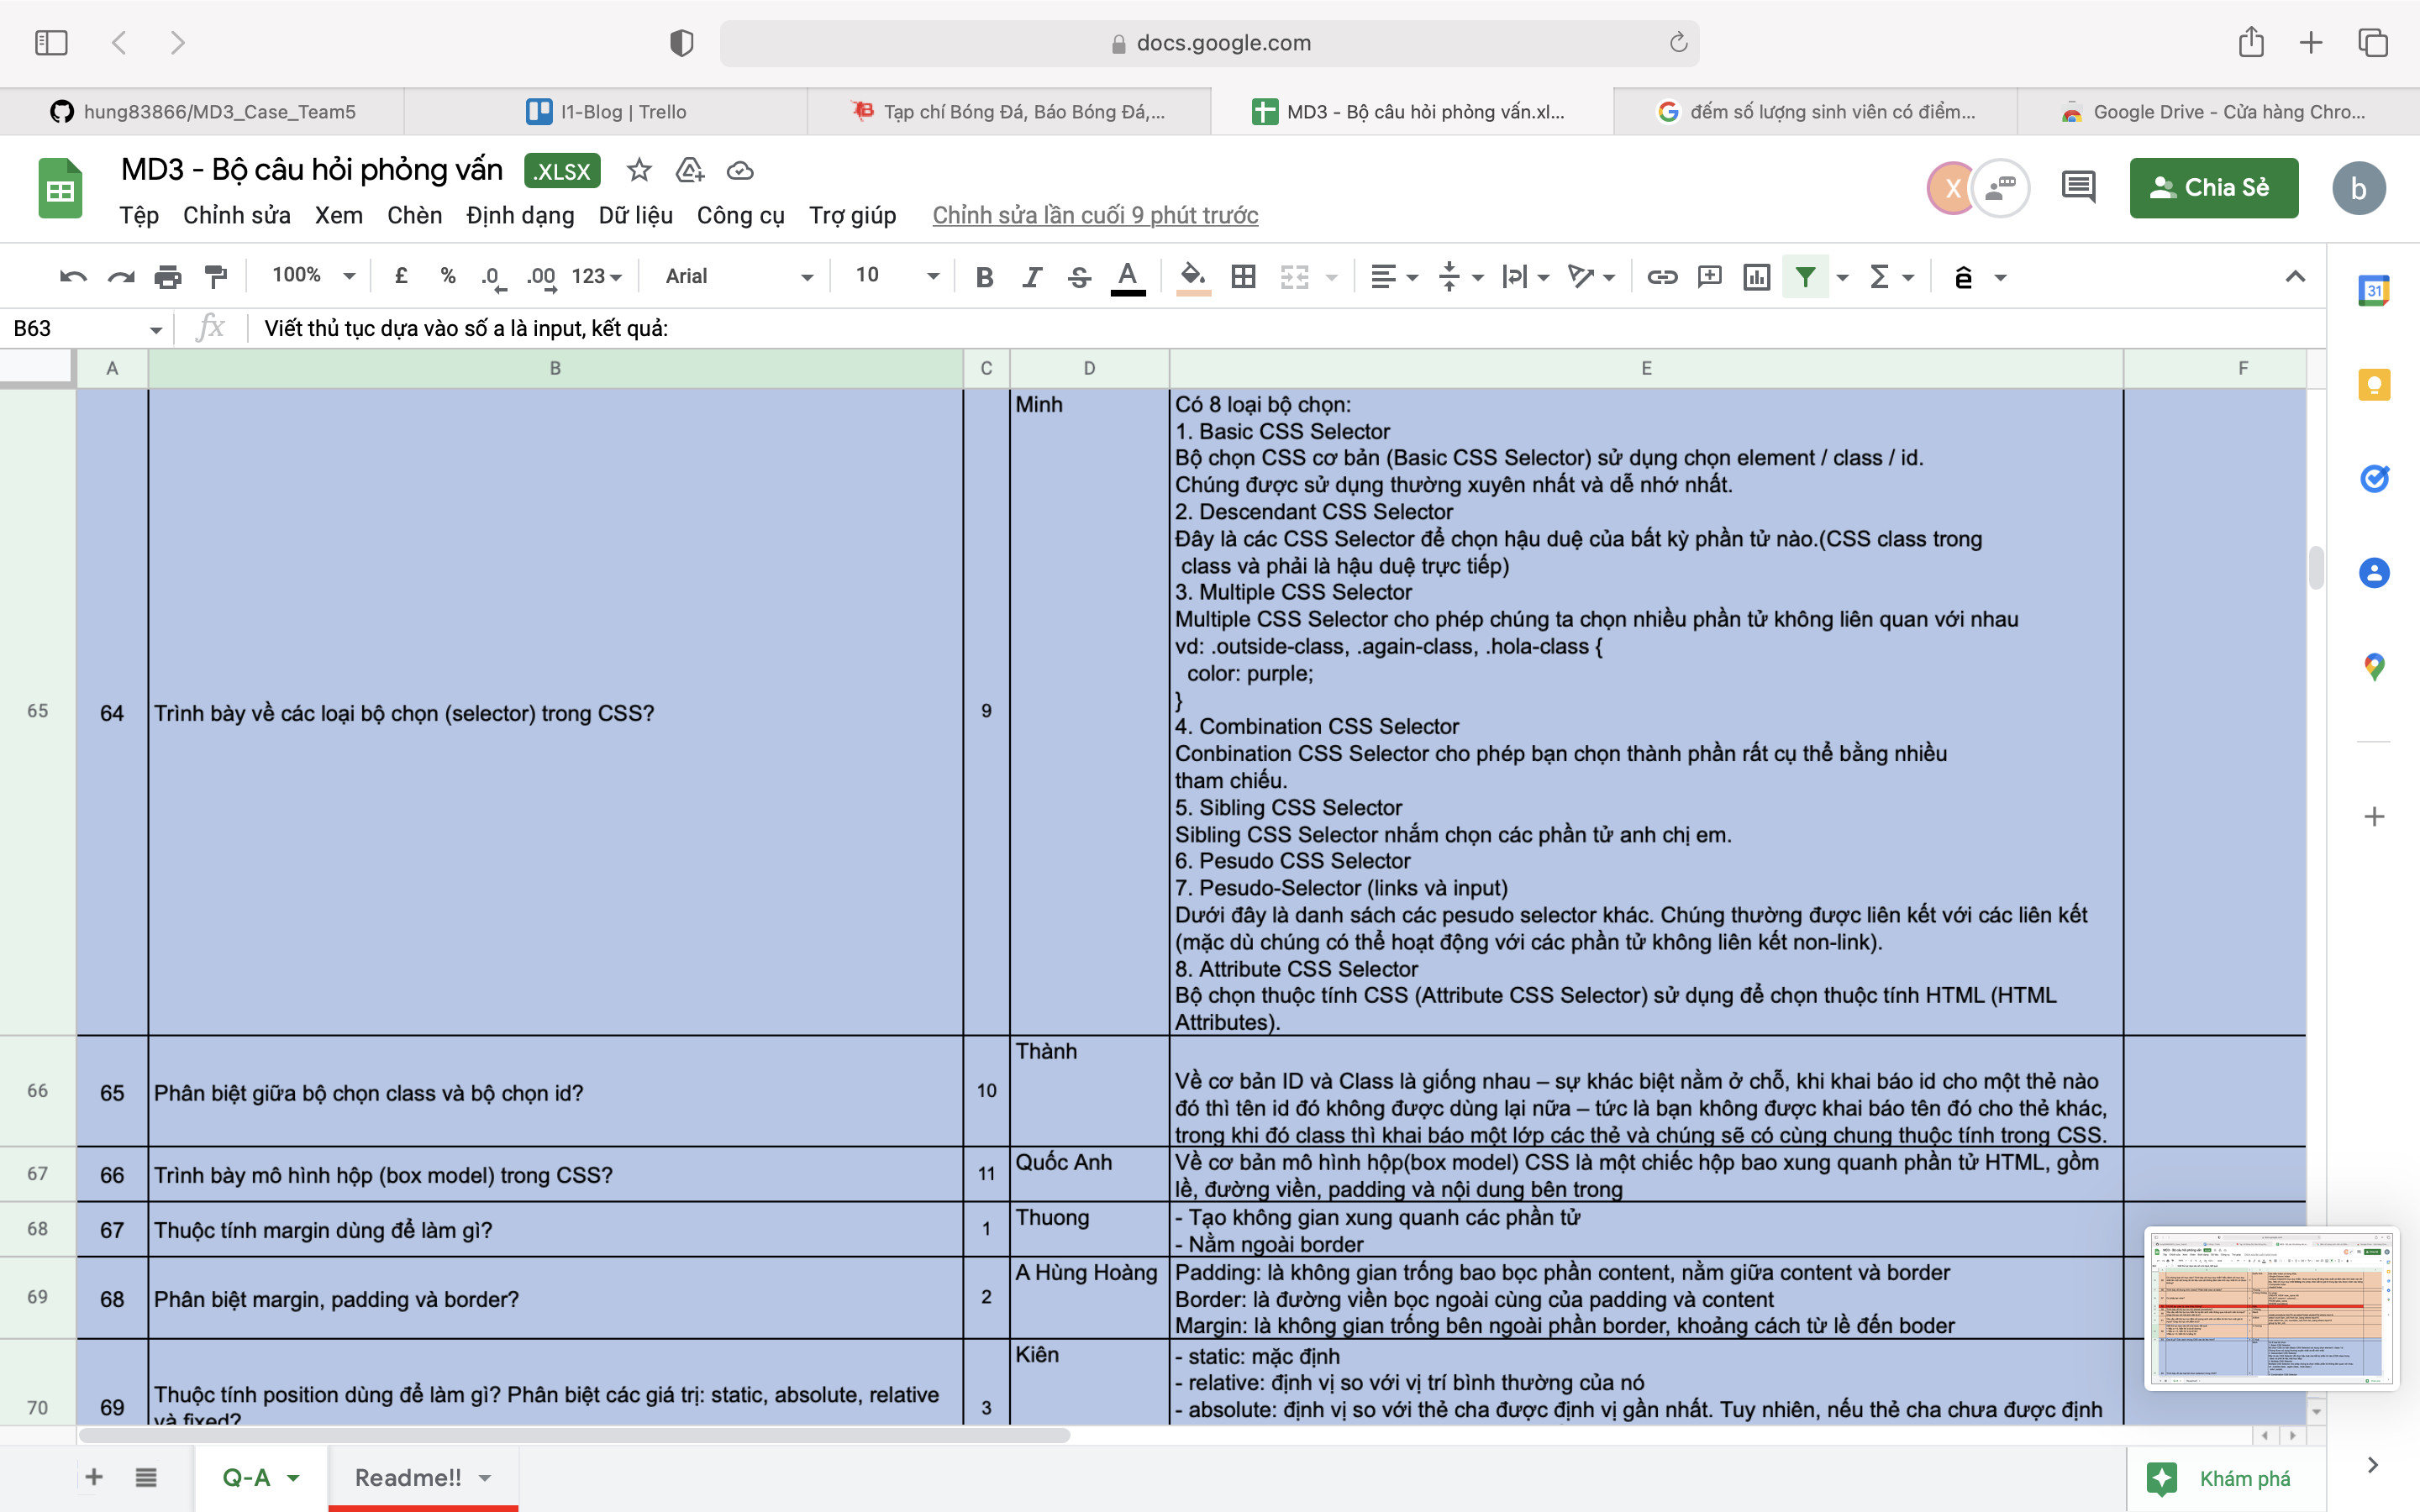 docs.google.com
hung83866/MD3_Case_Team5
I1-Blog | Trello
Tạp chí Bóng Đá, Báo Bóng Đá,...
MD3 - Bộ câu hỏi phỏng vấn.xl...
đếm số lượng sinh viên có điểm...
Google Drive - Cửa hàng Chro...
MD3 - Bộ câu hỏi phỏng vấn .XLSX
X
Chia Sẻ
b
Tệp Chỉnh sửa Xem Chèn Định dạng Dữ liệu Công cụ Trợ giúp Chỉnh sửa lần cuối 9 phút trước
100% £ % .0 .00 123 Arial 10 B I S A Σ ê
31
B63 fx Viết thủ tục dựa vào số a là input, kết quả:
A B C D E F
65 64 Trình bày về các loại bộ chọn (selector) trong CSS? 9 Minh
Có 8 loại bộ chọn:
1. Basic CSS Selector
Bộ chọn CSS cơ bản (Basic CSS Selector) sử dụng chọn element / class / id.
Chúng được sử dụng thường xuyên nhất và dễ nhớ nhất.
2. Descendant CSS Selector
Đây là các CSS Selector để chọn hậu duệ của bất kỳ phần tử nào.(CSS class trong
class và phải là hậu duệ trực tiếp)
3. Multiple CSS Selector
Multiple CSS Selector cho phép chúng ta chọn nhiều phần tử không liên quan với nhau
vd: .outside-class, .again-class, .hola-class {
color: purple;
}
4. Combination CSS Selector
Conbination CSS Selector cho phép bạn chọn thành phần rất cụ thể bằng nhiều
tham chiếu.
5. Sibling CSS Selector
Sibling CSS Selector nhắm chọn các phần tử anh chị em.
6. Pesudo CSS Selector
7. Pesudo-Selector (links và input)
Dưới đây là danh sách các pesudo selector khác. Chúng thường được liên kết với các liên kết
(mặc dù chúng có thể hoạt động với các phần tử không liên kết non-link).
8. Attribute CSS Selector
Bộ chọn thuộc tính CSS (Attribute CSS Selector) sử dụng để chọn thuộc tính HTML (HTML
Attributes).
66 65 Phân biệt giữa bộ chọn class và bộ chọn id? 10 Thành
Về cơ bản ID và Class là giống nhau – sự khác biệt nằm ở chỗ, khi khai báo id cho một thẻ nào
đó thì tên id đó không được dùng lại nữa – tức là bạn không được khai báo tên đó cho thẻ khác,
trong khi đó class thì khai báo một lớp các thẻ và chúng sẽ có cùng chung thuộc tính trong CSS.
67 66 Trình bày mô hình hộp (box model) trong CSS? 11 Quốc Anh
Về cơ bản mô hình hộp(box model) CSS là một chiếc hộp bao xung quanh phần tử HTML, gồm
lề, đường viền, padding và nội dung bên trong
68 67 Thuộc tính margin dùng để làm gì? 1 Thuong
- Tạo không gian xung quanh các phần tử
- Nằm ngoài border
69 68 Phân biệt margin, padding và border? 2 A Hùng Hoàng
Padding: là không gian trống bao bọc phần content, nằm giữa content và border
Border: là đường viền bọc ngoài cùng của padding và content
Margin: là không gian trống bên ngoài phần border, khoảng cách từ lề đến boder
70 69 Thuộc tính position dùng để làm gì? Phân biệt các giá trị: static, absolute, relative
và fixed?
3 Kiên
- static: mặc định
- relative: định vị so với vị trí bình thường của nó
- absolute: định vị so với thẻ cha được định vị gần nhất. Tuy nhiên, nếu thẻ cha chưa được định
Q-A Readme!! Khám phá